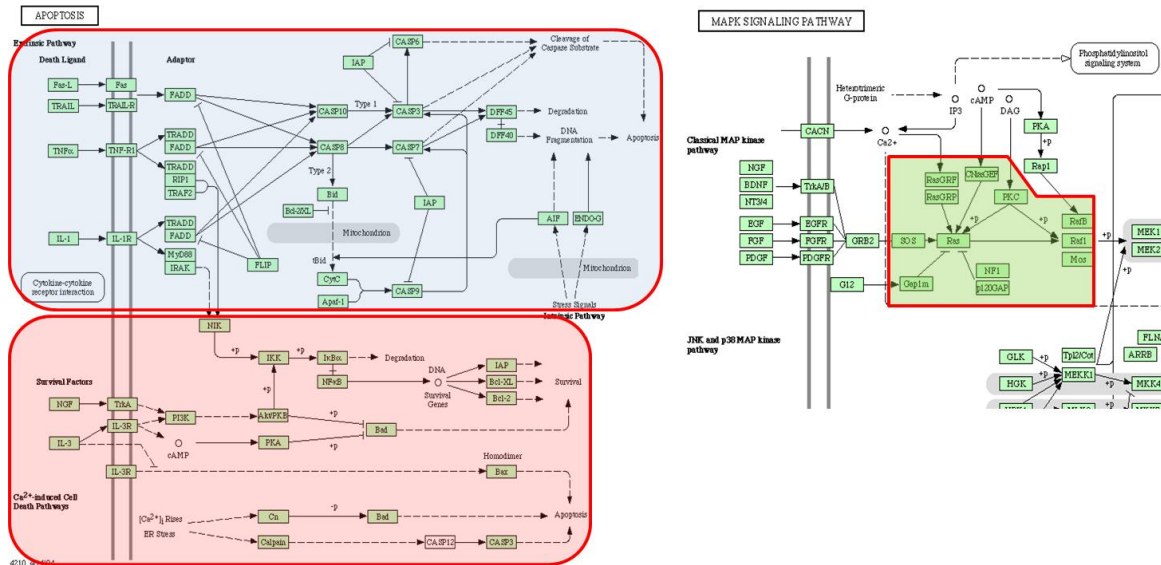 APOPTOSIS
Extrinsic Pathway
Death Ligand
Adaptor
Fas-L
Fas
FADD
TRAIL
TRAIL-R
TNFα
TNF-R1
TRADD
FADD
TRADD
RIP1
TRAF2
IL-1
IL-1R
TRADD
FADD
MyD88
IRAK
FLIP
Cytokine-cytokine
receptor interaction
CASP6
IAP
Type 1
CASP10
CASP3
CASP8
CASP7
Type 2
Bid
Bcl-2/XL
Mitochondrion
tBid
CytC
Apaf-1
CASP9
IAP
Cleavage of
Caspase Substrate
DFF45
Degradation
DFF40
DNA
Fragmentation
Apoptosis
AIF
ENDO-G
Mitochondrion
Stress Signals
Intrinsic Pathway
NIK
+p
IKK
+p
IκBα
Degradation
NFκB
DNA
Survival
Genes
IAP
Bcl-XL
Bcl-2
Survival
Survival Factors
NGF
TrkA
IL-3R
IL-3
PI3K
+p
Akt/PKB
+p
Bad
cAMP
PKA
+p
IL-3R
Homodimer
Bax
Ca2+-induced Cell
Death Pathways
[Ca2+]i Rises
ER Stress
Cn
-p
Bad
Apoptosis
Calpain
CASP12
CASP3
MAPK SIGNALING PATHWAY
Phosphatidylinositol
signaling system
Heterotrimeric
G-protein
IP3
cAMP
DAG
PKA
+p
Rap1
CACN
Ca2+
Classical MAP kinase
pathway
NGF
BDNF
NT3/4
TrkA/B
EGF
EGFR
FGF
FGFR
PDGF
PDGFR
GRB2
G12
RasGRF
RasGRP
CNasGEF
PKC
+p
+p
SOS
Ras
RafB
Raf1
Mos
+p
Gap1m
NF1
p120GAP
MEK1
MEK2
+p
JNK and p38 MAP kinase
pathway
GLK
+p
HGK
+p
Tpl2/Cot
MEKK1
ARRB
MKK4